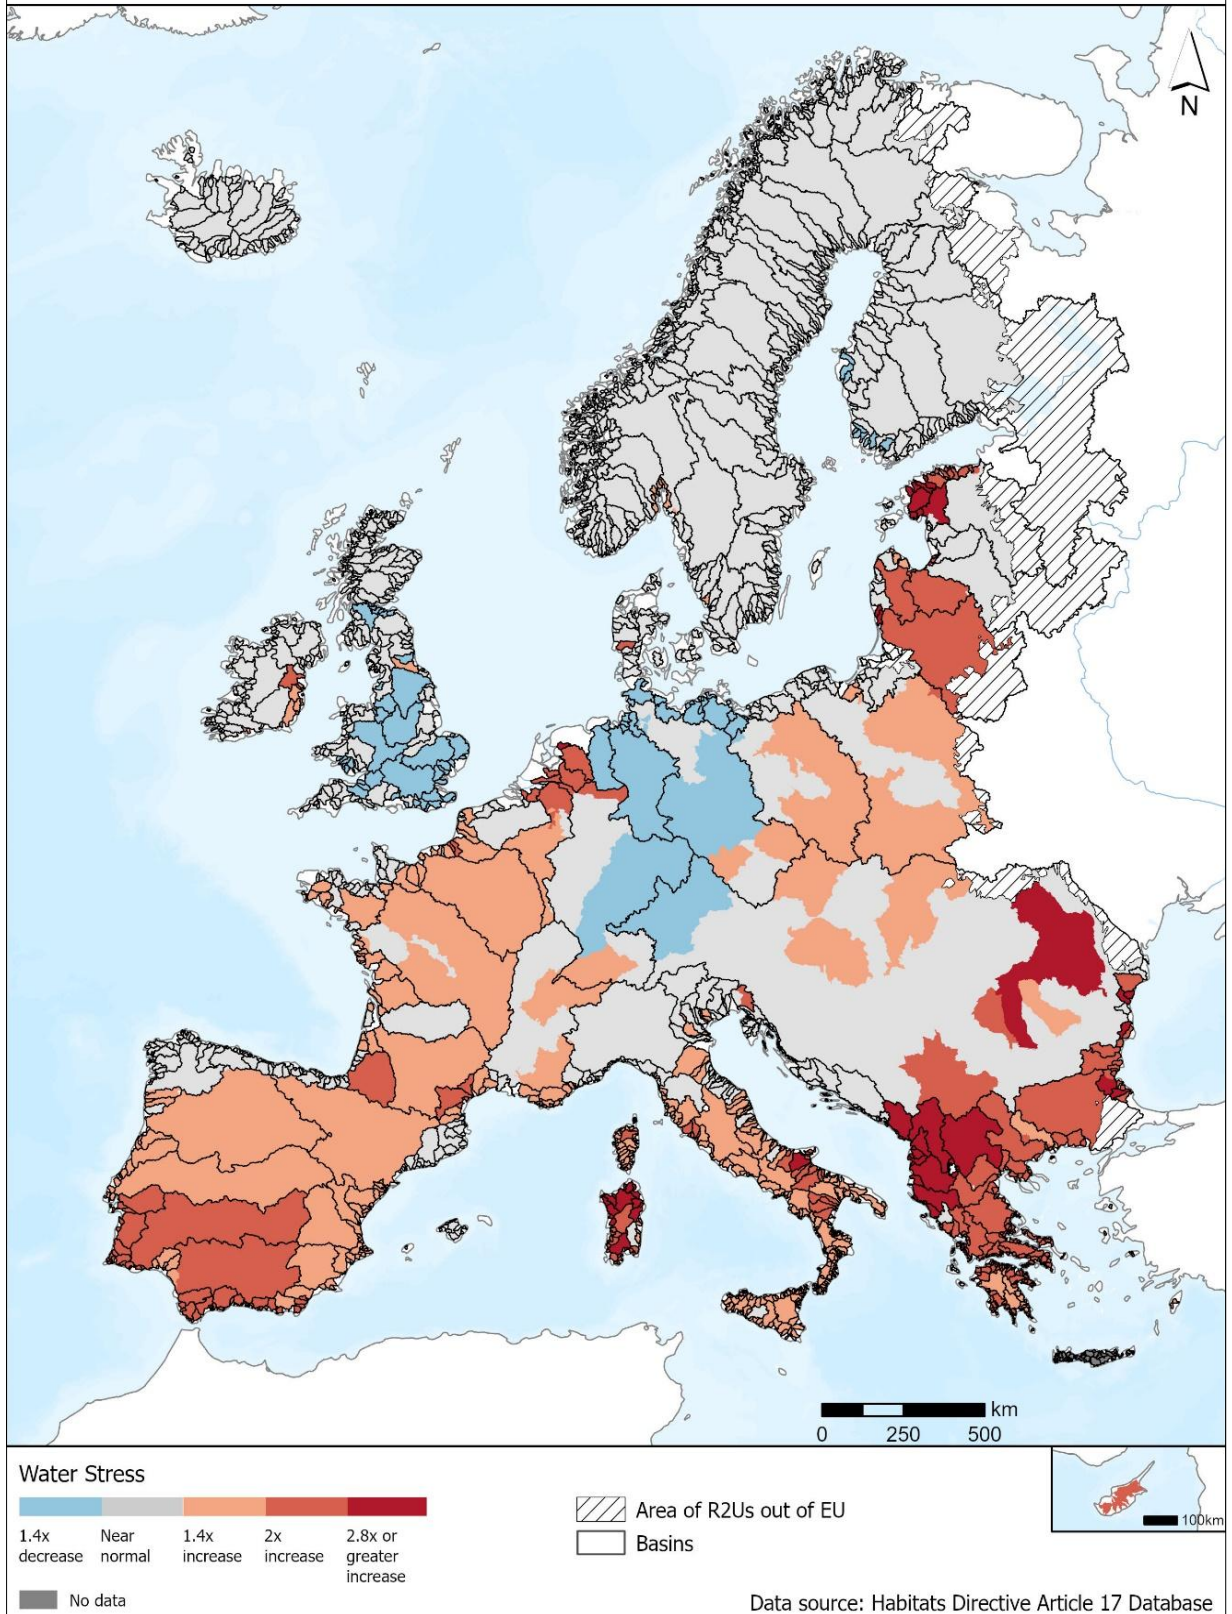 N
km
0 250 500
Water Stress
1.4x decrease
Near normal
1.4x increase
2x increase
2.8x or greater increase
No data
Area of R2Us out of EU
Basins
100km
Data source: Habitats Directive Article 17 Database